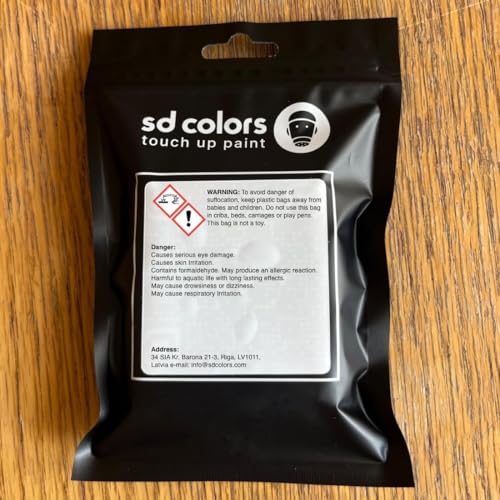 sd colors
touch up paint
WARNING: To avoid danger of
suffocation, keep plastic bags away from
babies and children. Do not use this bag
in cribs, beds, carriages or play pens.
This bag is not a toy.
Danger:
Causes serious eye damage.
Causes skin Irritation.
Contains formaldehyde. May produce an allergic reaction.
Harmful to aquatic life with long lasting effects.
May cause drowsiness or dizziness.
May cause respiratory Irritation.
Address:
34 SIA Kr. Barona 21-3, Riga, LV1011,
Latvia e-mail: info@sdcolors.com